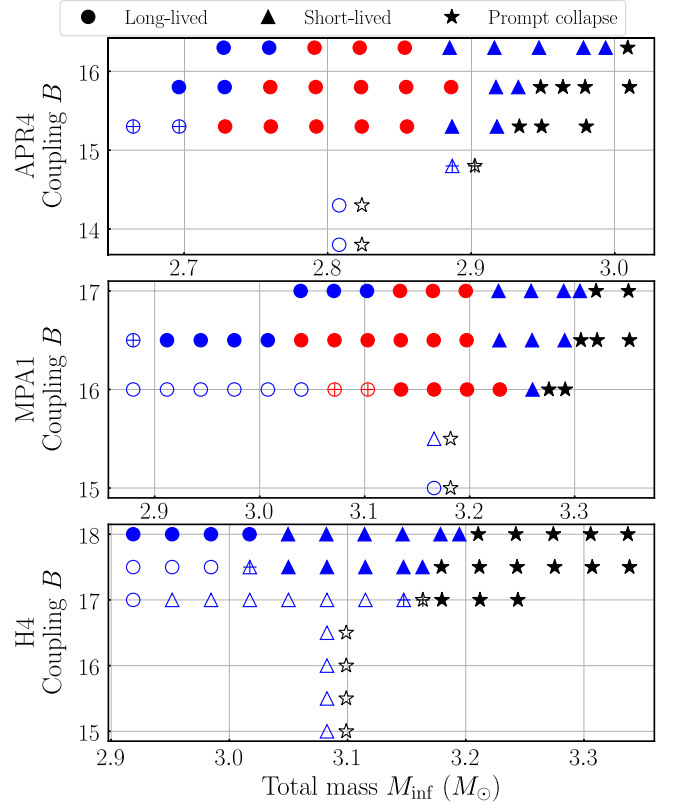 Long-lived Short-lived Prompt collapse
APR4
Coupling B
16
15
14
2.7 2.8 2.9 3.0
MPA1
Coupling B
17
16
15
2.9 3.0 3.1 3.2 3.3
H4
Coupling B
18
17
16
15
2.9 3.0 3.1 3.2 3.3
Total mass M_inf (M_⊙)